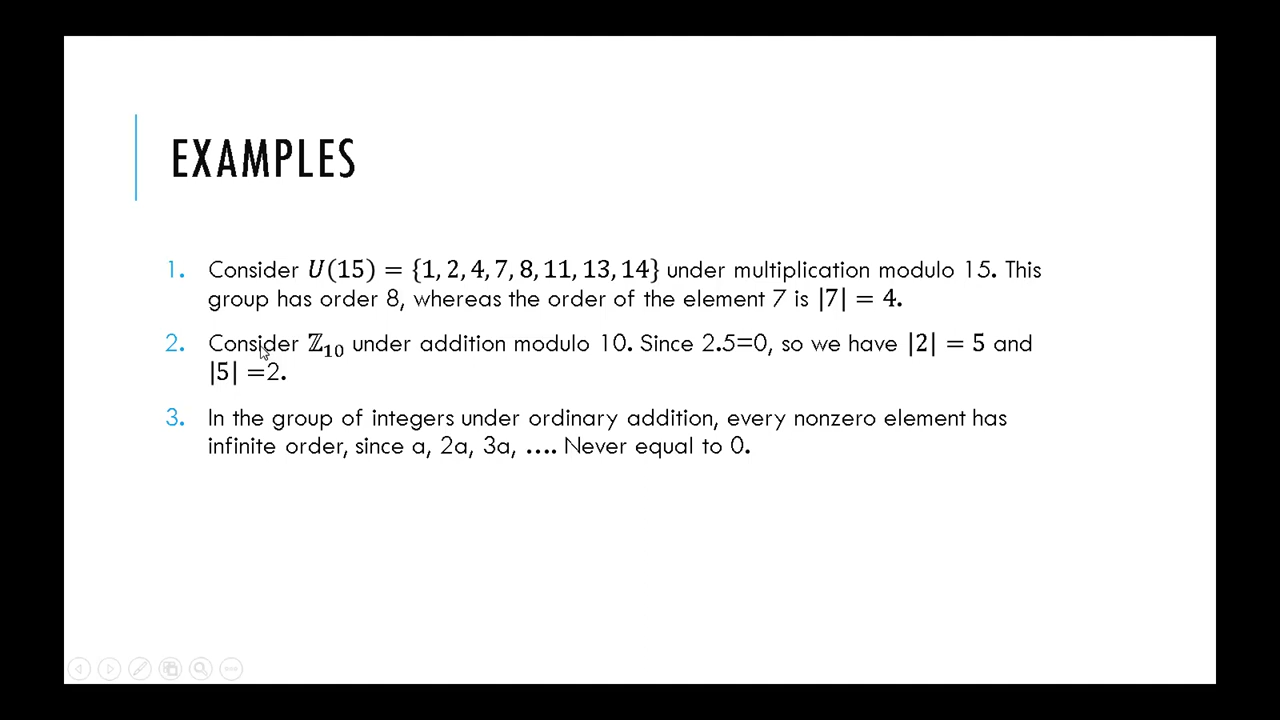 EXAMPLES
1. Consider 𝑈(15) = {1, 2, 4, 7, 8, 11, 13, 14} under multiplication modulo 15. This
group has order 8, whereas the order of the element 7 is |7| = 4.
2. Consider ℤ₁₀ under addition modulo 10. Since 2.5=0, so we have |2| = 5 and
|5| =2.
3. In the group of integers under ordinary addition, every nonzero element has
infinite order, since a, 2a, 3a, .... Never equal to 0.